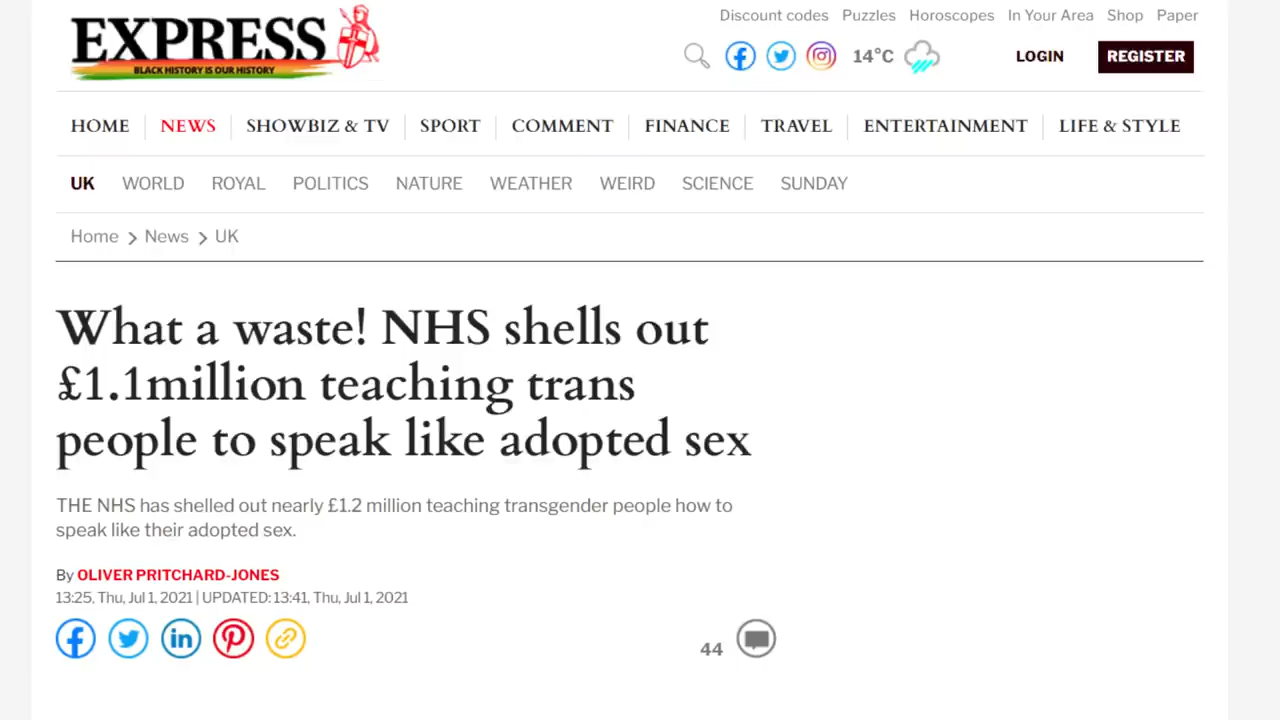 Discount codes Puzzles Horoscopes In Your Area Shop Paper
EXPRESS
BLACK HISTORY IS OUR HISTORY
14°C LOGIN REGISTER
HOME NEWS SHOWBIZ & TV SPORT COMMENT FINANCE TRAVEL ENTERTAINMENT LIFE & STYLE
UK WORLD ROYAL POLITICS NATURE WEATHER WEIRD SCIENCE SUNDAY
Home > News > UK
What a waste! NHS shells out
£1.1million teaching trans
people to speak like adopted sex
THE NHS has shelled out nearly £1.2 million teaching transgender people how to
speak like their adopted sex.
By OLIVER PRITCHARD-JONES
13:25, Thu, Jul 1, 2021 | UPDATED: 13:41, Thu, Jul 1, 2021
44